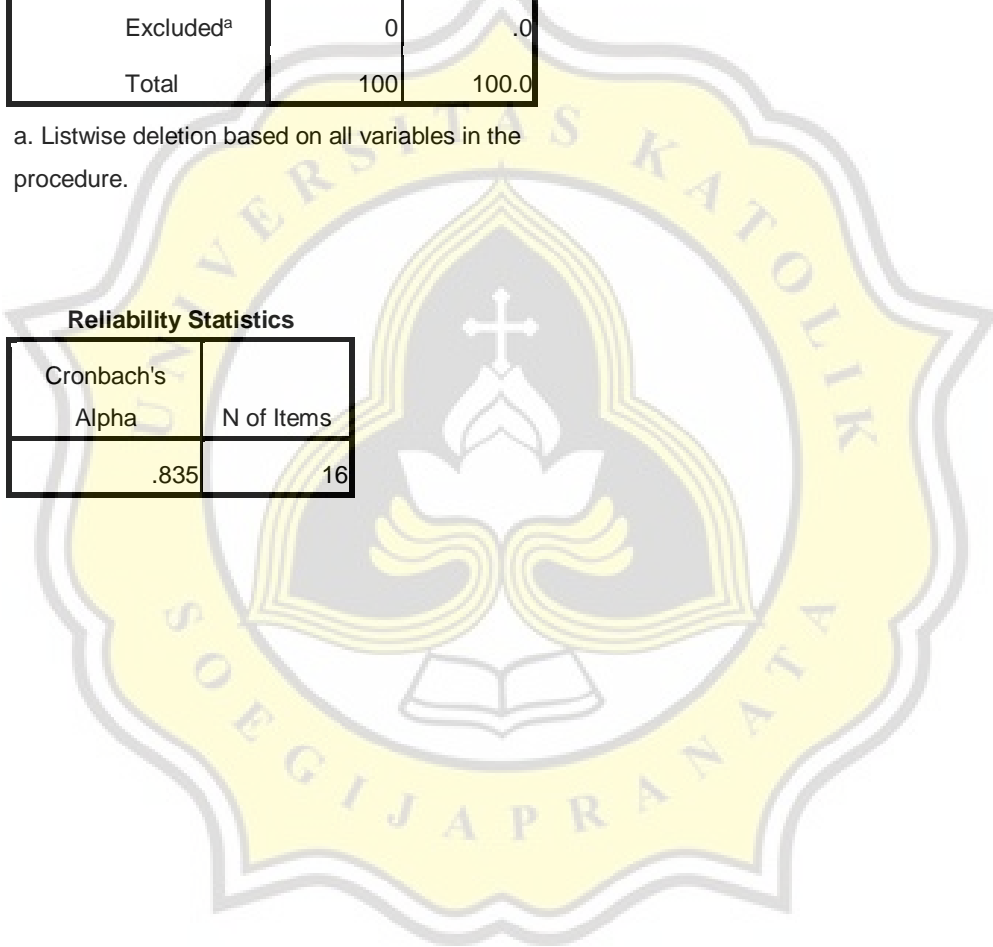 Excludedᵃ 0 .0
Total 100 100.0
a. Listwise deletion based on all variables in the
procedure.
Reliability Statistics
Cronbach's
Alpha N of Items
.835 16
UNIVERSITAS KATOLIK
SOEGIJAPRANATA